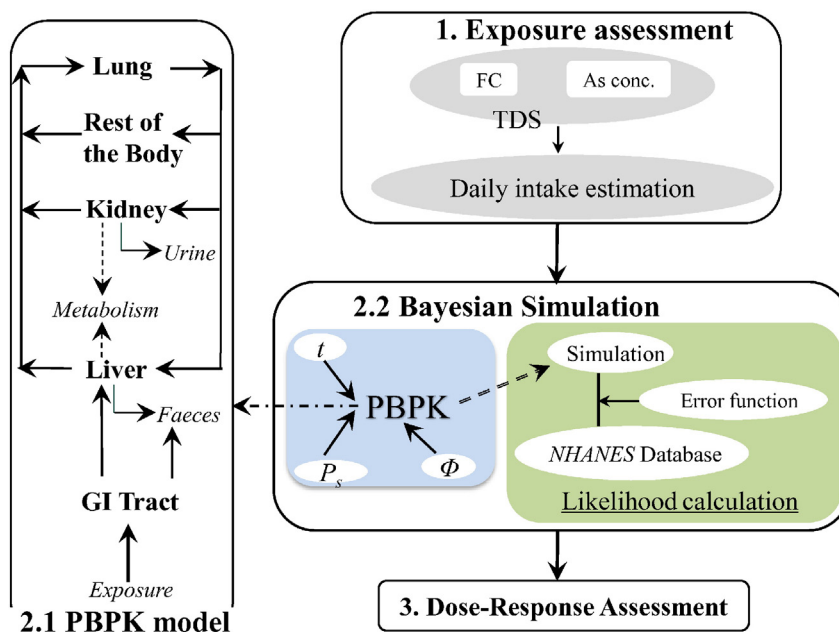 Lung
Rest of
the Body
Kidney
Urine
Metabolism
Liver
Faeces
GI Tract
Exposure
2.1 PBPK model
1. Exposure assessment
FC
As conc.
TDS
Daily intake estimation
2.2 Bayesian Simulation
t
PBPK
P_s
Φ
Simulation
Error function
NHANES Database
Likelihood calculation
3. Dose-Response Assessment